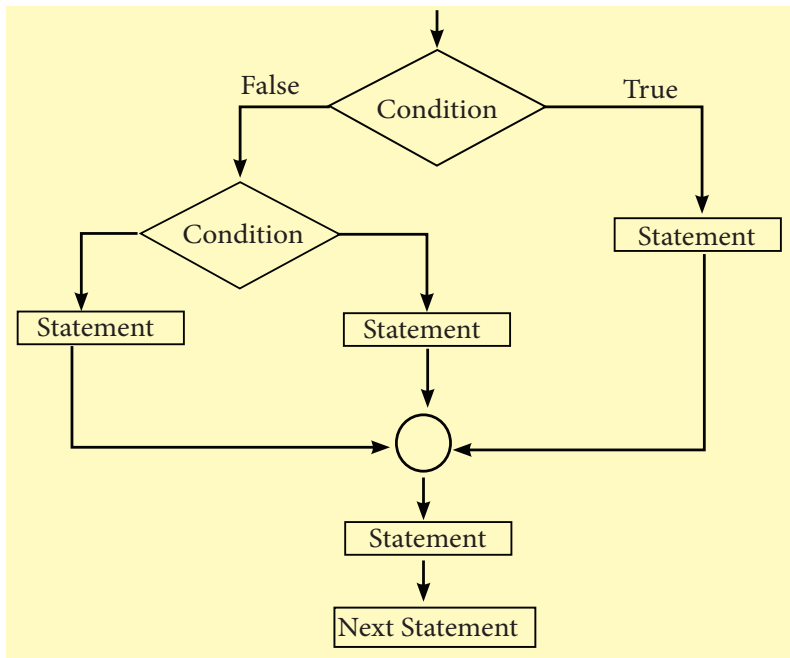 False
True
Condition
Condition
Statement
Statement
Statement
Statement
Next Statement